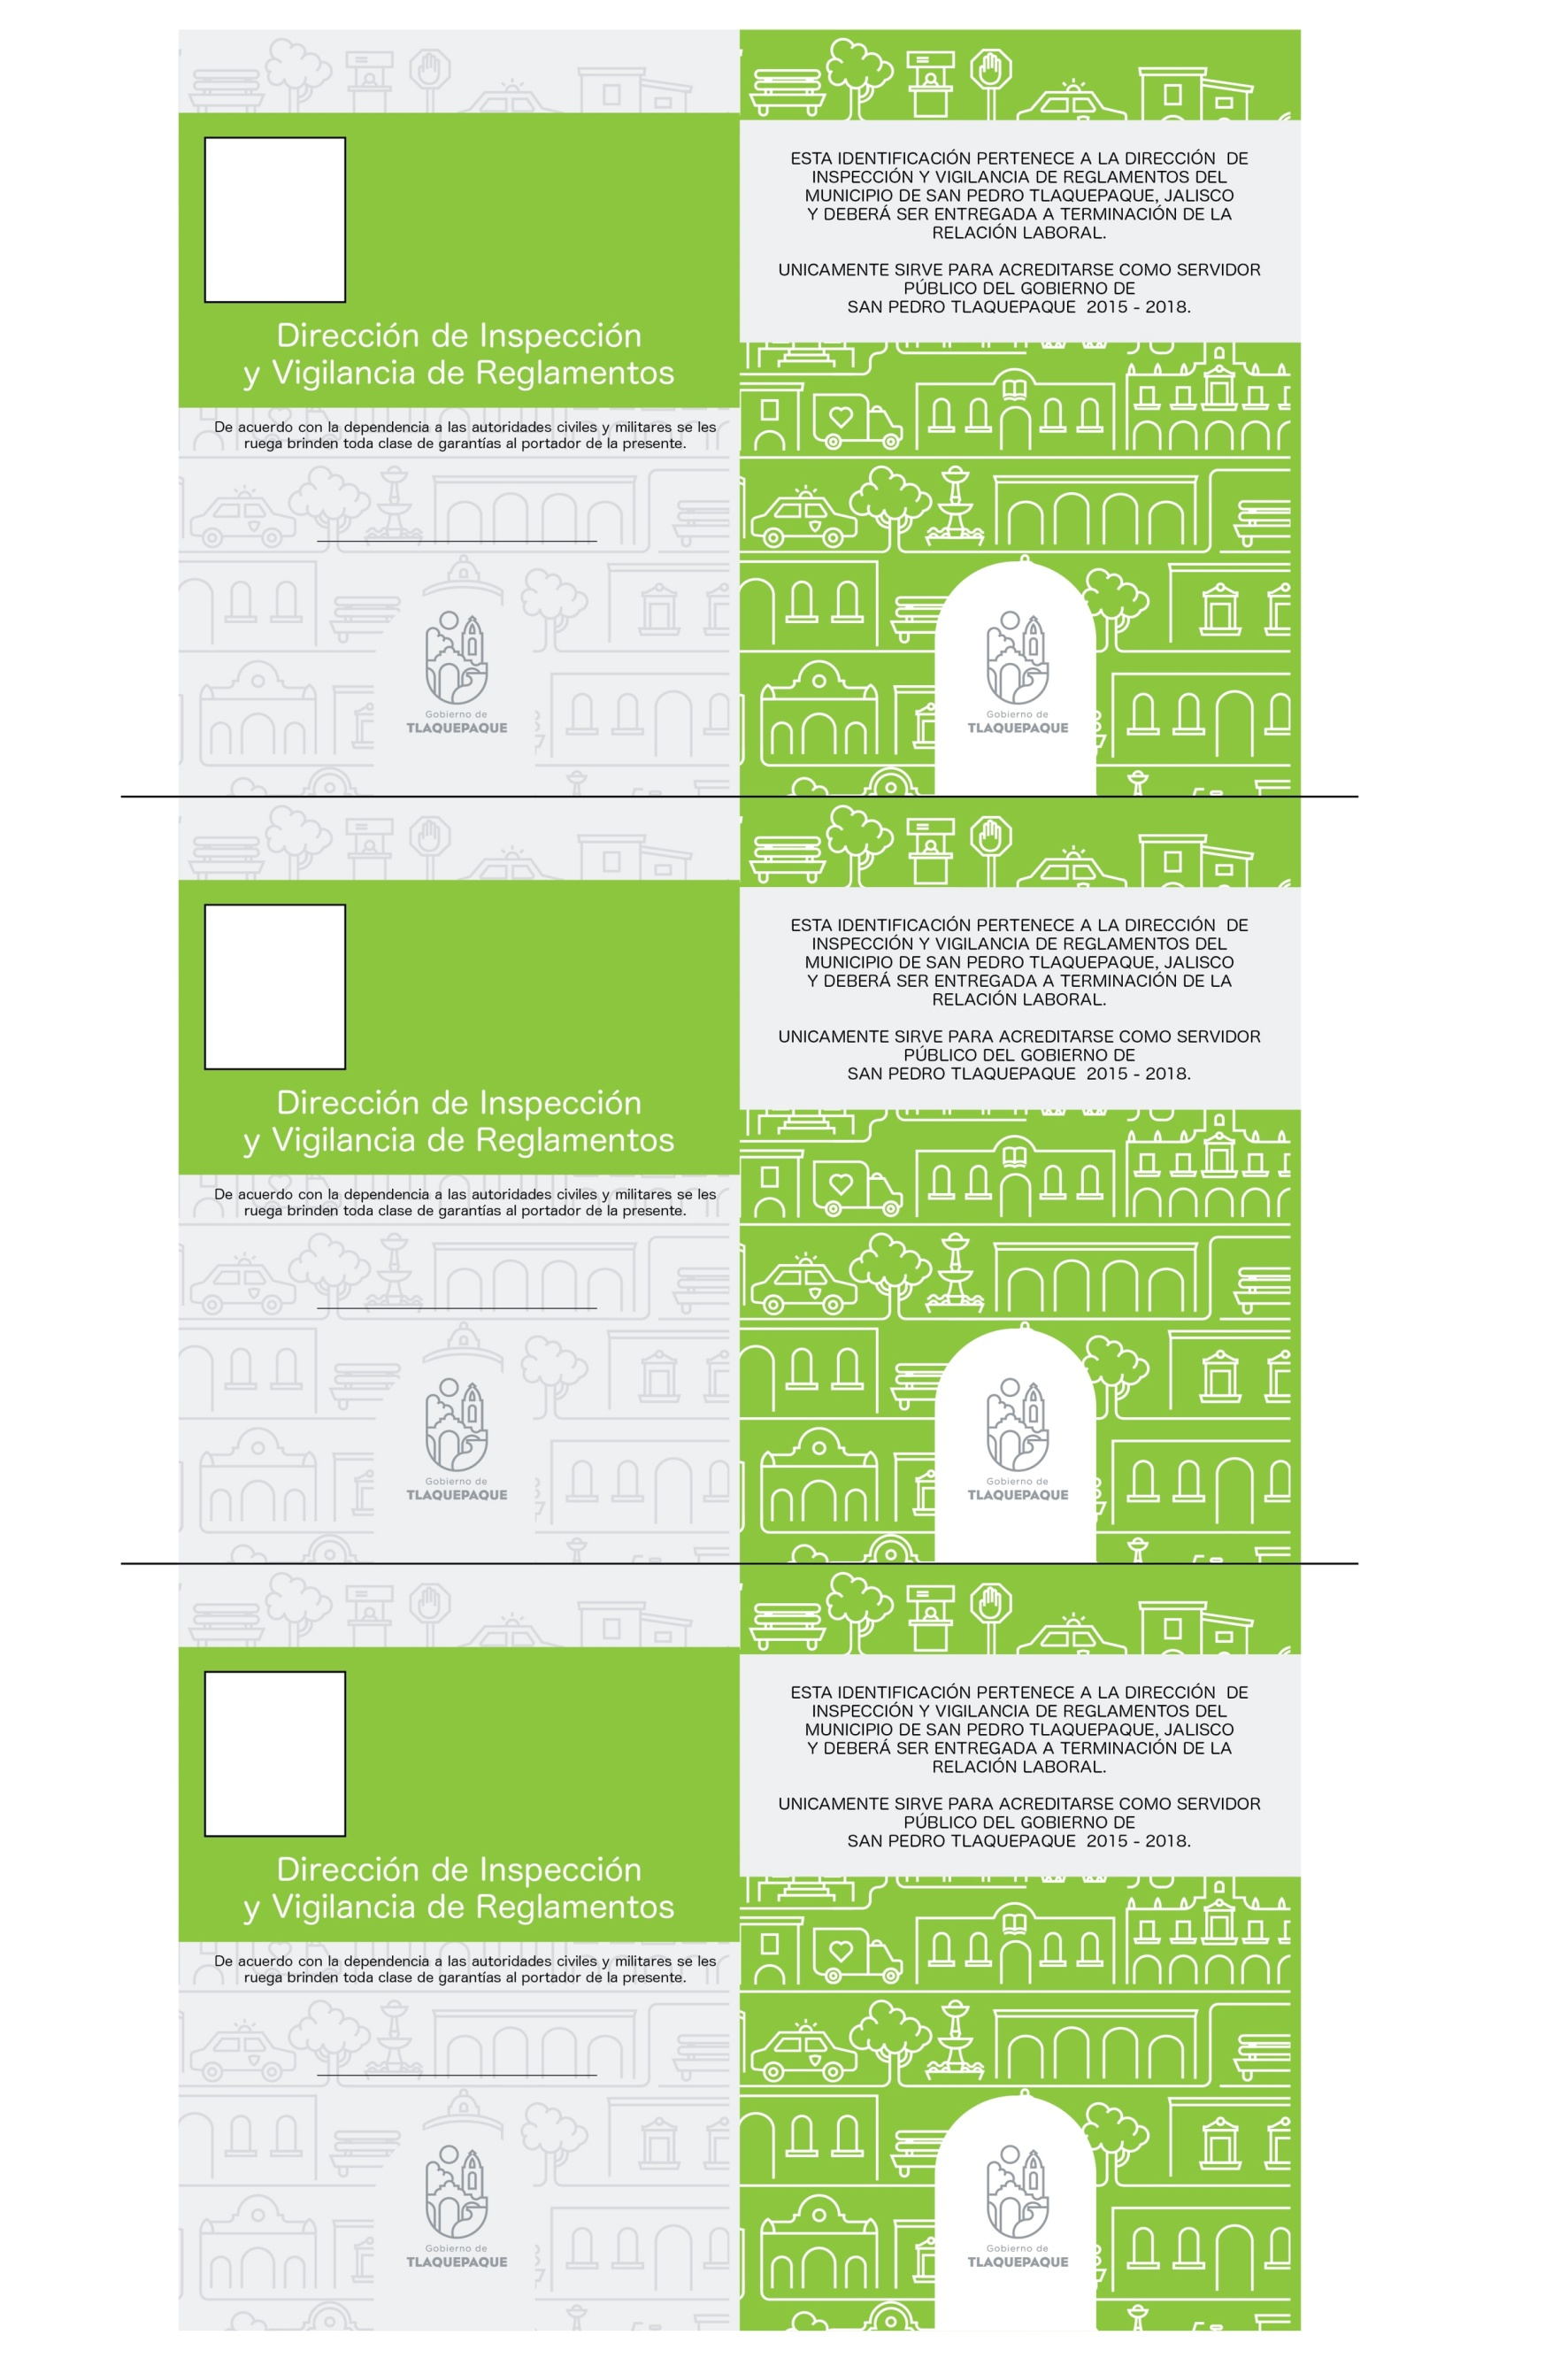 Dirección de Inspección
y Vigilancia de Reglamentos
De acuerdo con la dependencia a las autoridades civiles y militares se les
ruega brinden toda clase de garantías al portador de la presente.
Gobierno de
TLAQUEPAQUE
ESTA IDENTIFICACIÓN PERTENECE A LA DIRECCIÓN  DE
INSPECCIÓN Y VIGILANCIA DE REGLAMENTOS DEL
MUNICIPIO DE SAN PEDRO TLAQUEPAQUE, JALISCO
Y DEBERÁ SER ENTREGADA A TERMINACIÓN DE LA
RELACIÓN LABORAL.
UNICAMENTE SIRVE PARA ACREDITARSE COMO SERVIDOR
PÚBLICO DEL GOBIERNO DE
SAN PEDRO TLAQUEPAQUE  2015 - 2018.
Gobierno de
TLAQUEPAQUE
Dirección de Inspección
y Vigilancia de Reglamentos
De acuerdo con la dependencia a las autoridades civiles y militares se les
ruega brinden toda clase de garantías al portador de la presente.
Gobierno de
TLAQUEPAQUE
ESTA IDENTIFICACIÓN PERTENECE A LA DIRECCIÓN  DE
INSPECCIÓN Y VIGILANCIA DE REGLAMENTOS DEL
MUNICIPIO DE SAN PEDRO TLAQUEPAQUE, JALISCO
Y DEBERÁ SER ENTREGADA A TERMINACIÓN DE LA
RELACIÓN LABORAL.
UNICAMENTE SIRVE PARA ACREDITARSE COMO SERVIDOR
PÚBLICO DEL GOBIERNO DE
SAN PEDRO TLAQUEPAQUE  2015 - 2018.
Gobierno de
TLAQUEPAQUE
Dirección de Inspección
y Vigilancia de Reglamentos
De acuerdo con la dependencia a las autoridades civiles y militares se les
ruega brinden toda clase de garantías al portador de la presente.
Gobierno de
TLAQUEPAQUE
ESTA IDENTIFICACIÓN PERTENECE A LA DIRECCIÓN  DE
INSPECCIÓN Y VIGILANCIA DE REGLAMENTOS DEL
MUNICIPIO DE SAN PEDRO TLAQUEPAQUE, JALISCO
Y DEBERÁ SER ENTREGADA A TERMINACIÓN DE LA
RELACIÓN LABORAL.
UNICAMENTE SIRVE PARA ACREDITARSE COMO SERVIDOR
PÚBLICO DEL GOBIERNO DE
SAN PEDRO TLAQUEPAQUE  2015 - 2018.
Gobierno de
TLAQUEPAQUE